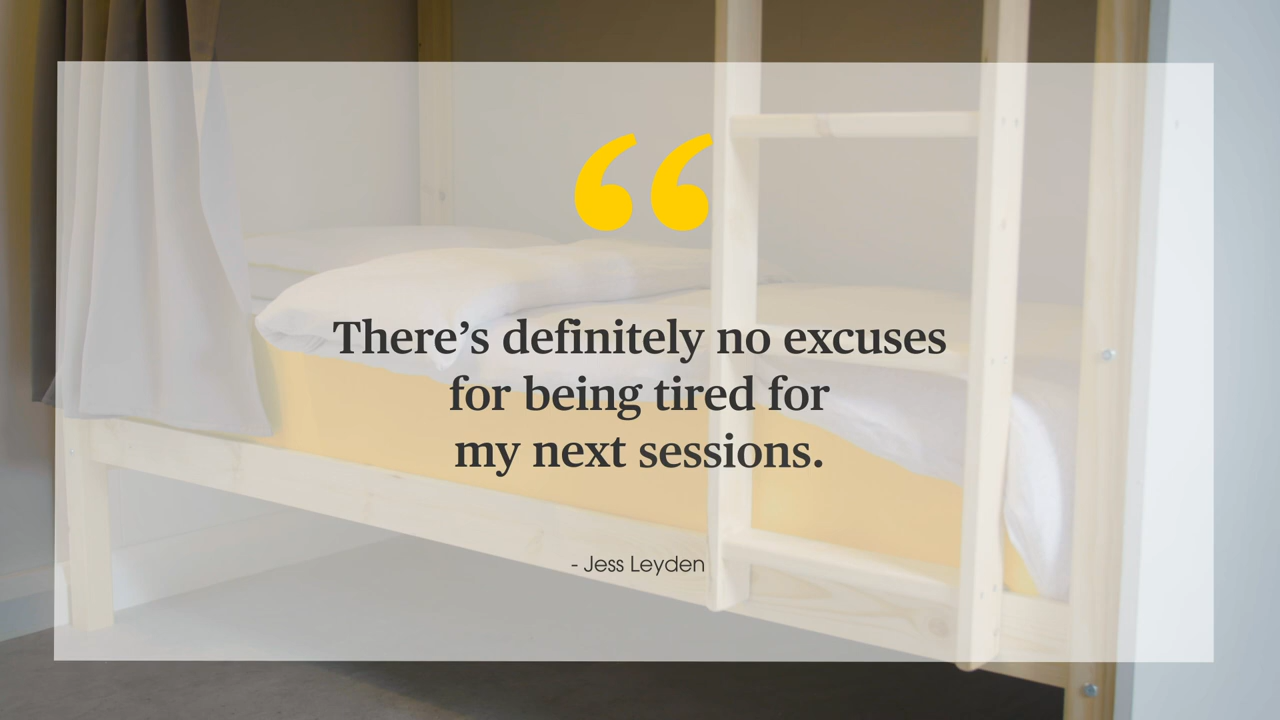 “
There’s definitely no excuses
for being tired for
my next sessions.
- Jess Leyden